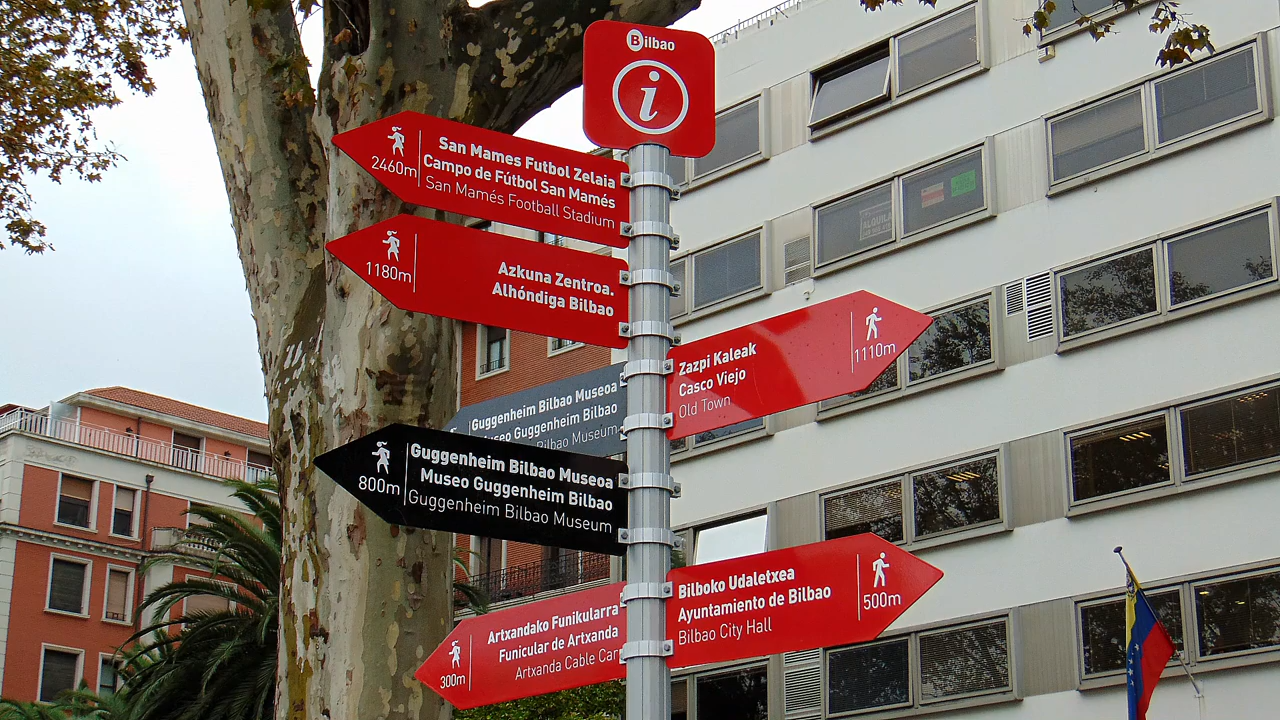 Bilbao
i
San Mames Futbol Zelaia
Campo de Fútbol San Mamés
San Mamés Football Stadium
2460m
Azkuna Zentroa.
Alhóndiga Bilbao
1180m
Zazpi Kaleak
Casco Viejo
Old Town
1110m
Guggenheim Bilbao Museoa
Guggenheim Bilbao
Bilbao Museum
Guggenheim Bilbao Museoa
Museo Guggenheim Bilbao
Guggenheim Bilbao Museum
800m
Bilboko Udaletxea
Ayuntamiento de Bilbao
Bilbao City Hall
500m
Artxandako Funikularra
Funicular de Artxanda
Artxanda Cable Car
300m
ALQUILA